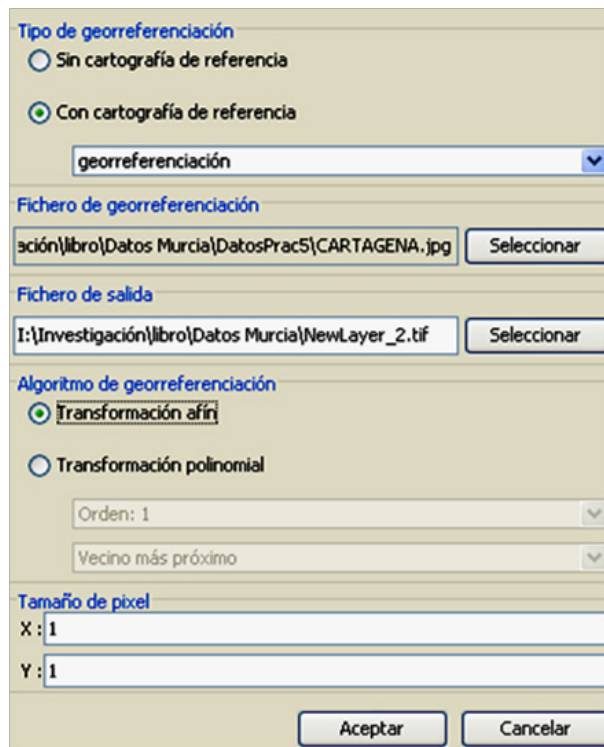 Tipo de georreferenciación
Sin cartografía de referencia
Con cartografía de referencia
georreferenciación
Fichero de georreferenciación
ación\libro\Datos Murcia\DatosPrac5\CARTAGENA.jpg Seleccionar
Fichero de salida
I:\Investigación\libro\Datos Murcia\NewLayer_2.tif Seleccionar
Algoritmo de georreferenciación
Transformación afín
Transformación polinomial
Orden: 1
Vecino más próximo
Tamaño de pixel
X : 1
Y : 1
Aceptar Cancelar